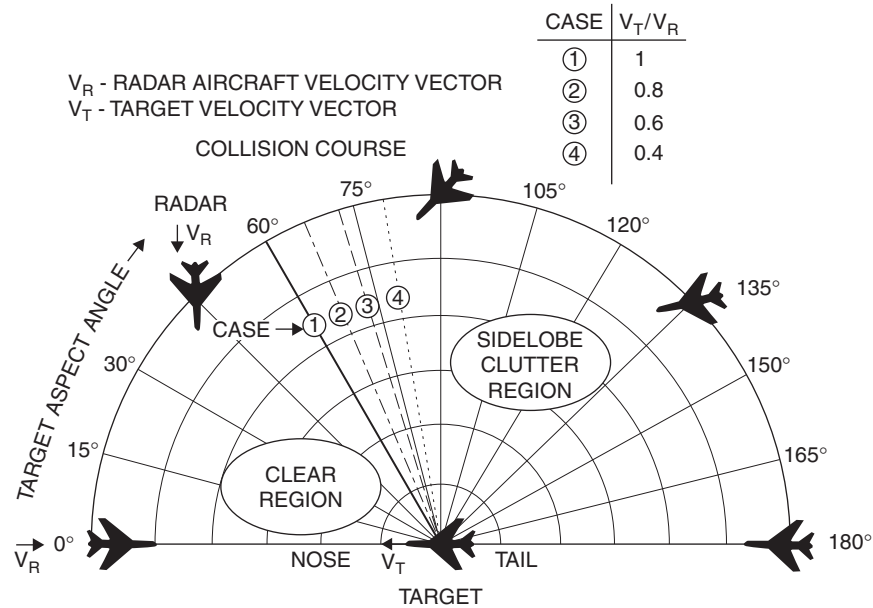 CASE V_T/V_R
① 1
② 0.8
③ 0.6
④ 0.4
V_R - RADAR AIRCRAFT VELOCITY VECTOR
V_T - TARGET VELOCITY VECTOR
COLLISION COURSE
RADAR
V_R
TARGET ASPECT ANGLE
0°
15°
30°
60°
75°
105°
120°
135°
150°
165°
180°
CASE ① ② ③ ④
SIDELOBE
CLUTTER
REGION
CLEAR
REGION
V_R
NOSE V_T TAIL
TARGET